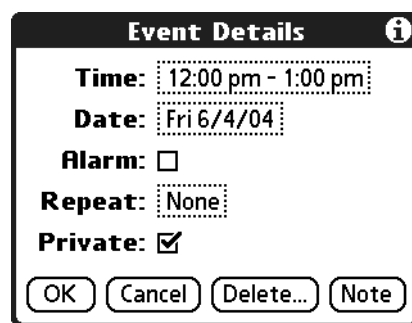 Event Details i
Time: 12:00 pm - 1:00 pm
Date: Fri 6/4/04
Alarm:
Repeat: None
Private:
OK Cancel Delete... Note